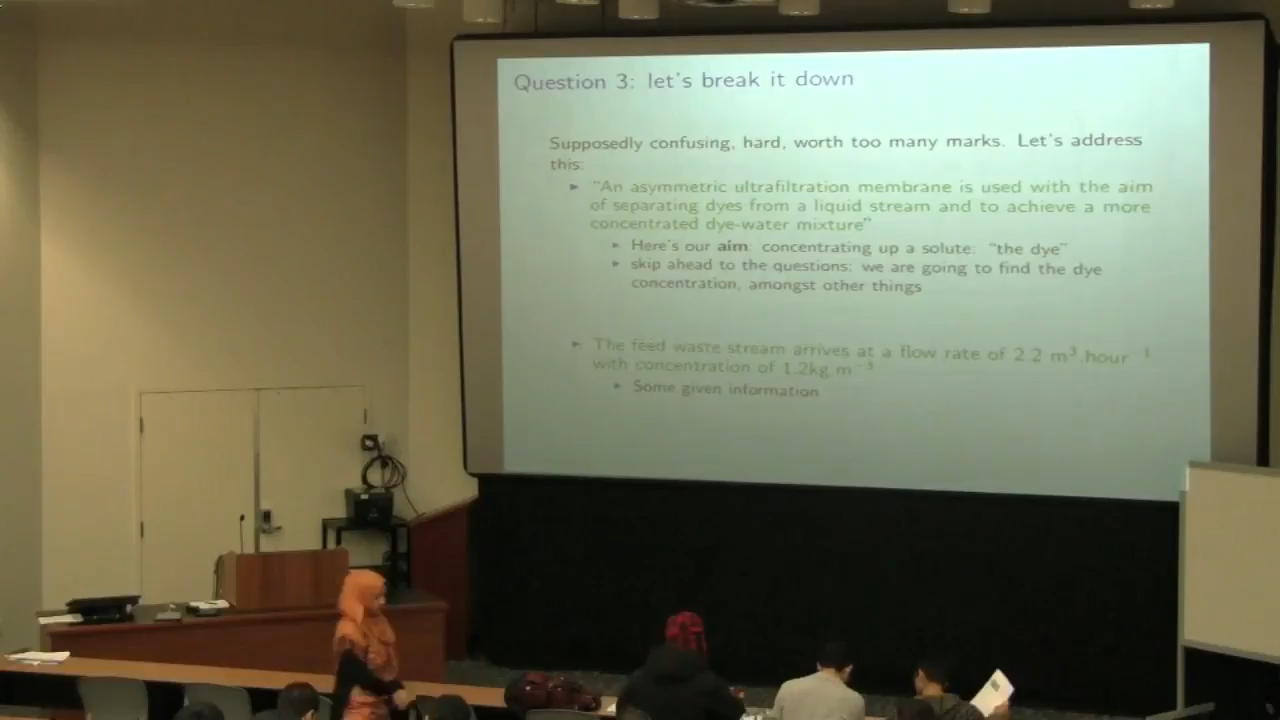 Question 3: let's break it down
Supposedly confusing, hard, worth too many marks. Let's address
this:
► "An asymmetric ultrafiltration membrane is used with the aim
of separating dyes from a liquid stream and to achieve a more
concentrated dye-water mixture"
► Here's our aim: concentrating up a solute: "the dye"
► skip ahead to the questions: we are going to find the dye
concentration, amongst other things
► The feed waste stream arrives at a flow rate of 2.2 m³.hour⁻¹
with concentration of 1.2kg.m⁻³
► Some given information